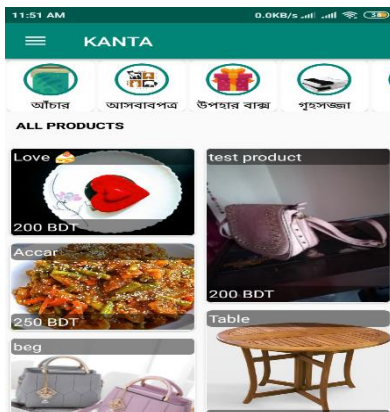 11:51 AM 0.0KB/s 30
KANTA
আঁচার আসবাবপত্র উপহার বাক্স গৃহসজ্জা
ALL PRODUCTS
Love 🍰
200 BDT
test product
200 BDT
Accar
250 BDT
Table
beg